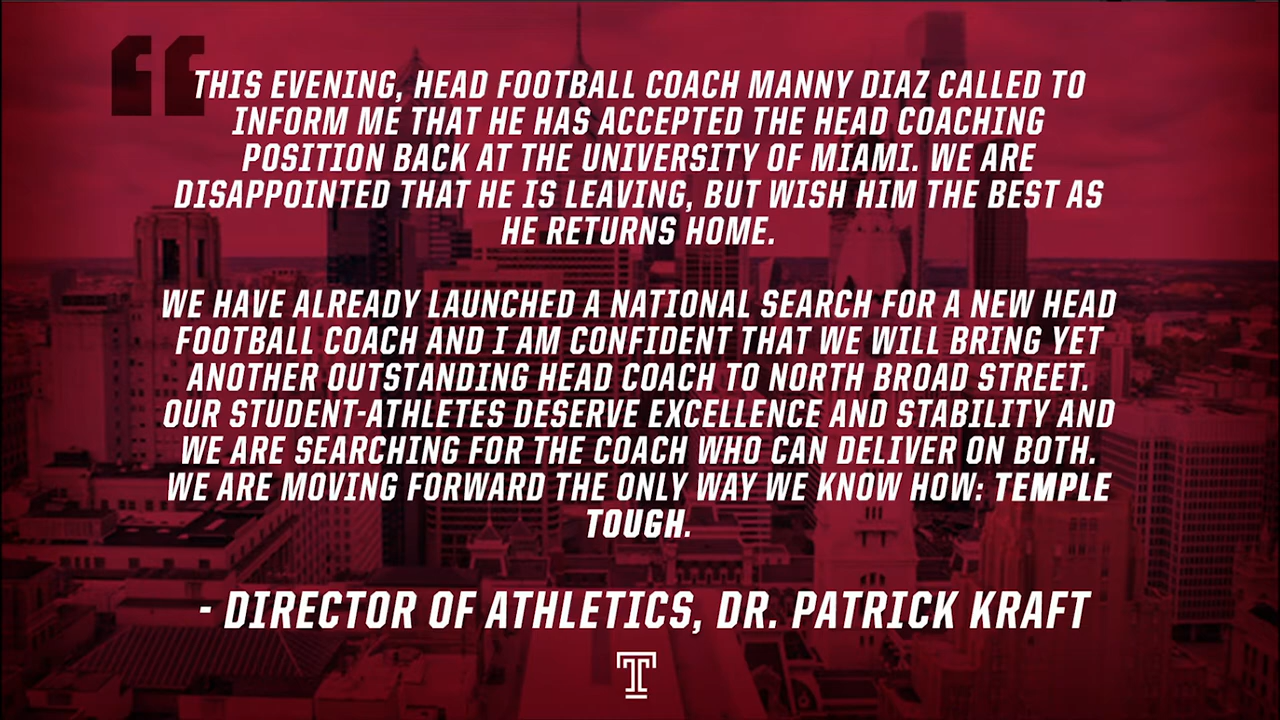 “
THIS EVENING, HEAD FOOTBALL COACH MANNY DIAZ CALLED TO
INFORM ME THAT HE HAS ACCEPTED THE HEAD COACHING
POSITION BACK AT THE UNIVERSITY OF MIAMI. WE ARE
DISAPPOINTED THAT HE IS LEAVING, BUT WISH HIM THE BEST AS
HE RETURNS HOME.
WE HAVE ALREADY LAUNCHED A NATIONAL SEARCH FOR A NEW HEAD
FOOTBALL COACH AND I AM CONFIDENT THAT WE WILL BRING YET
ANOTHER OUTSTANDING HEAD COACH TO NORTH BROAD STREET.
OUR STUDENT-ATHLETES DESERVE EXCELLENCE AND STABILITY AND
WE ARE SEARCHING FOR THE COACH WHO CAN DELIVER ON BOTH.
WE ARE MOVING FORWARD THE ONLY WAY WE KNOW HOW: TEMPLE
TOUGH.
- DIRECTOR OF ATHLETICS, DR. PATRICK KRAFT
T